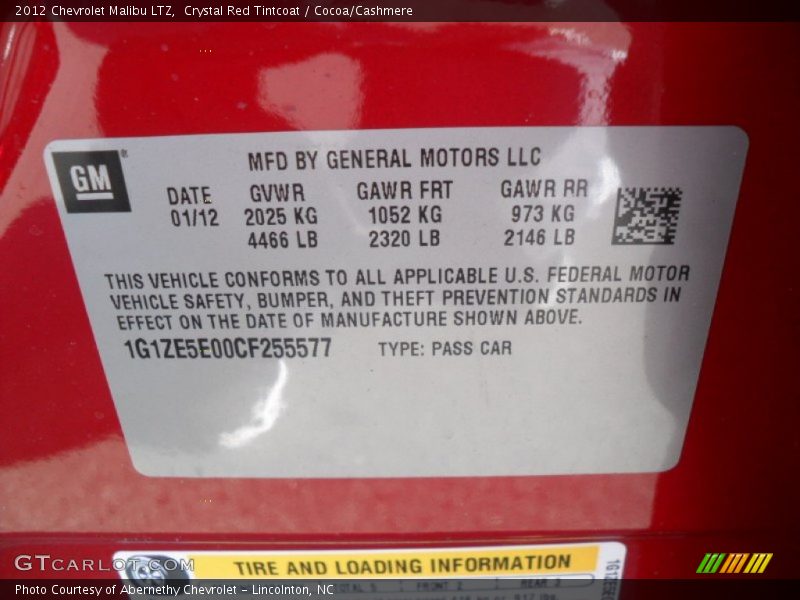 2012 Chevrolet Malibu LTZ,  Crystal Red Tintcoat / Cocoa/Cashmere
GM ®
MFD BY GENERAL MOTORS LLC
DATE GVWR GAWR FRT GAWR RR
01/12 2025 KG 1052 KG 973 KG
4466 LB 2320 LB 2146 LB
THIS VEHICLE CONFORMS TO ALL APPLICABLE U.S. FEDERAL MOTOR
VEHICLE SAFETY, BUMPER, AND THEFT PREVENTION STANDARDS IN
EFFECT ON THE DATE OF MANUFACTURE SHOWN ABOVE.
1G1ZE5E00CF255577 TYPE: PASS CAR
TIRE AND LOADING INFORMATION
GTCARLOT.COM
Photo Courtesy of Abernethy Chevrolet – Lincolnton, NC